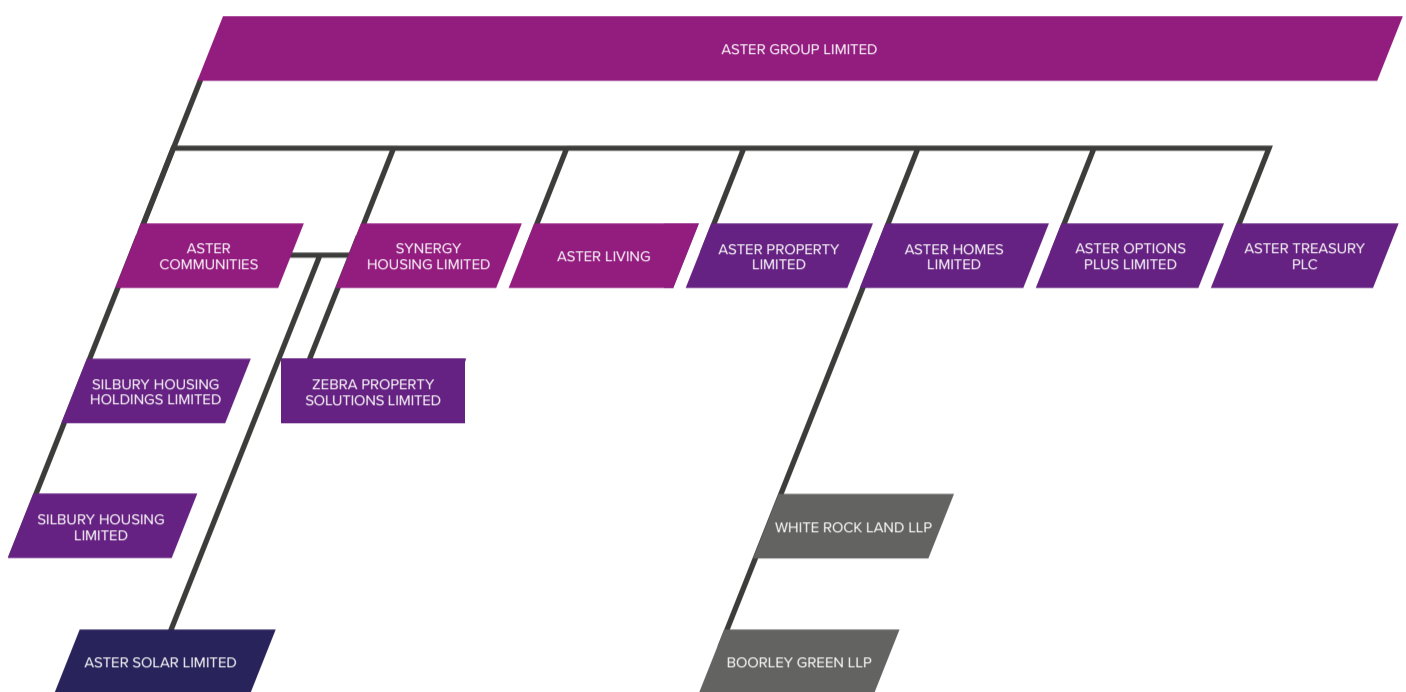 ASTER GROUP LIMITED
ASTER
COMMUNITIES
SYNERGY
HOUSING LIMITED
ASTER LIVING
ASTER PROPERTY
LIMITED
ASTER HOMES
LIMITED
ASTER OPTIONS
PLUS LIMITED
ASTER TREASURY
PLC
SILBURY HOUSING
HOLDINGS LIMITED
ZEBRA PROPERTY
SOLUTIONS LIMITED
SILBURY HOUSING
LIMITED
WHITE ROCK LAND LLP
ASTER SOLAR LIMITED
BOORLEY GREEN LLP